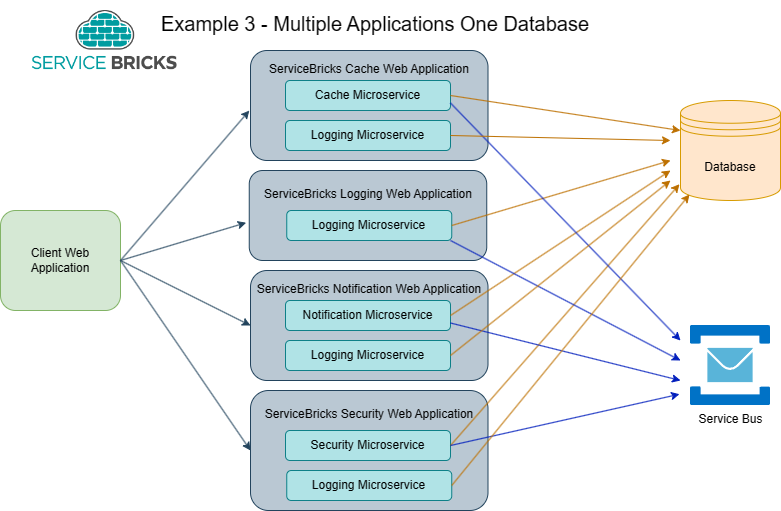 Example 3 - Multiple Applications One Database
SERVICE BRICKS
ServiceBricks Cache Web Application
Cache Microservice
Logging Microservice
ServiceBricks Logging Web Application
Logging Microservice
ServiceBricks Notification Web Application
Notification Microservice
Logging Microservice
ServiceBricks Security Web Application
Security Microservice
Logging Microservice
Client Web
Application
Database
Service Bus